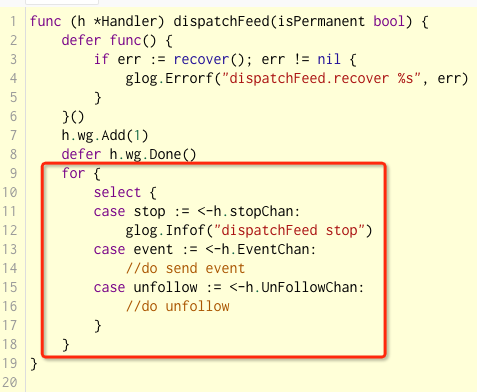 1 func (h *Handler) dispatchFeed(isPermanent bool) {
2     defer func() {
3         if err := recover(); err != nil {
4             glog.Errorf("dispatchFeed.recover %s", err)
5         }
6     }()
7     h.wg.Add(1)
8     defer h.wg.Done()
9     for {
10         select {
11         case stop := <-h.stopChan:
12             glog.Infof("dispatchFeed stop")
13         case event := <-h.EventChan:
14             //do send event
15         case unfollow := <-h.UnFollowChan:
16             //do unfollow
17         }
18     }
19 }
20